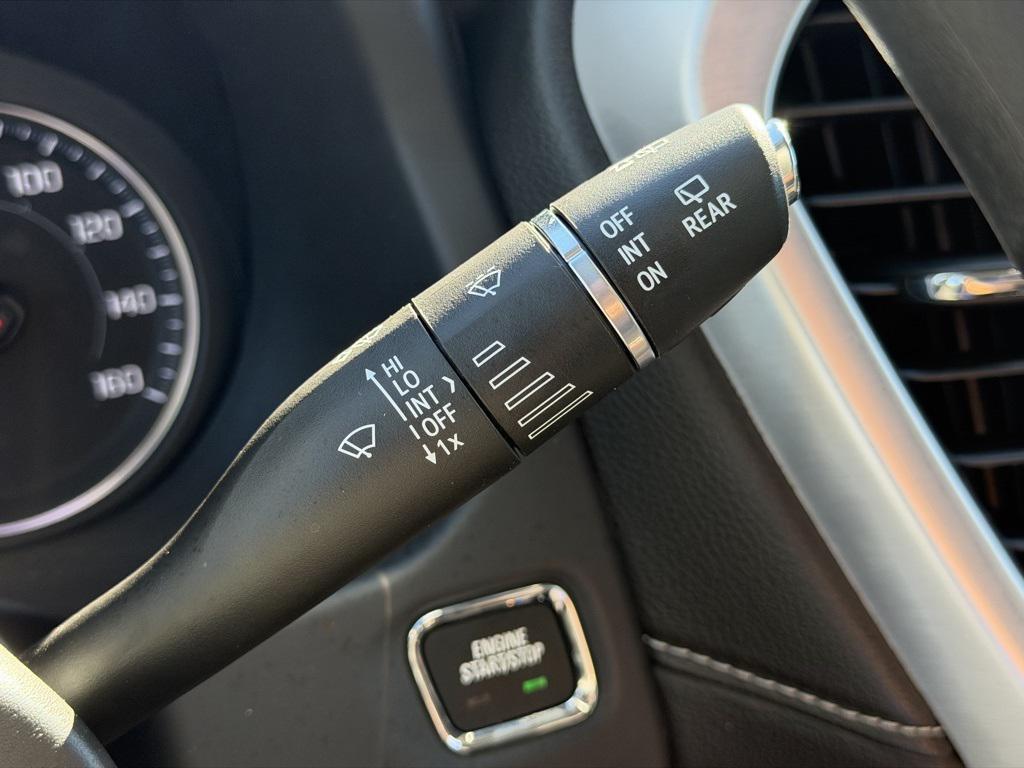 100
120
140
160
HI
LO
INT
OFF
1x
OFF
INT
ON
REAR
ENGINE
START/STOP